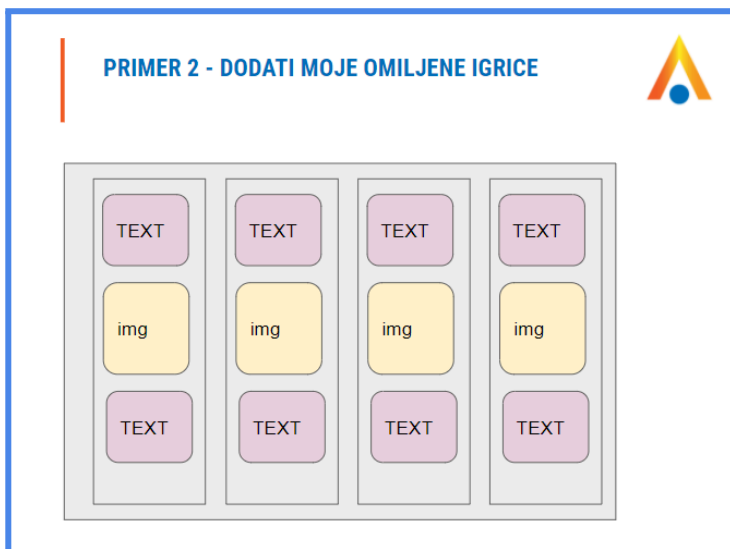 PRIMER 2 - DODATI MOJE OMILJENE IGRICE
TEXT TEXT TEXT TEXT
img img img img
TEXT TEXT TEXT TEXT